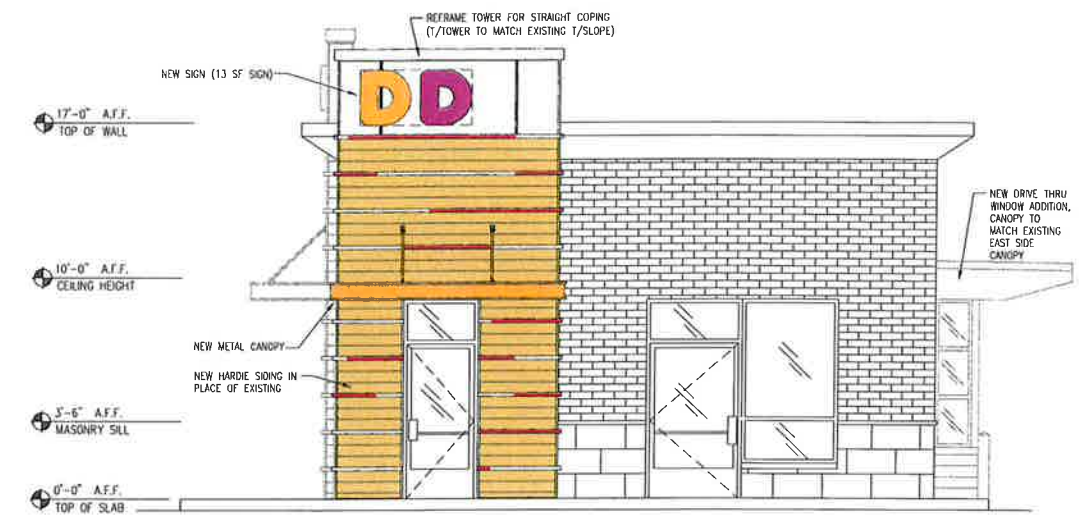 REFRAME TOWER FOR STRAIGHT COPING
(T/TOWER TO MATCH EXISTING T/SLOPE)
NEW SIGN (13 SF SIGN)
DD
17'-0" A.F.F.
TOP OF WALL
NEW DRIVE THRU
WINDOW ADDITION,
CANOPY TO
MATCH EXISTING
EAST SIDE
CANOPY
10'-0" A.F.F.
CEILING HEIGHT
NEW METAL CANOPY
NEW HARDIE SIDING IN
PLACE OF EXISTING
3'-6" A.F.F.
MASONRY SILL
0'-0" A.F.F.
TOP OF SLAB